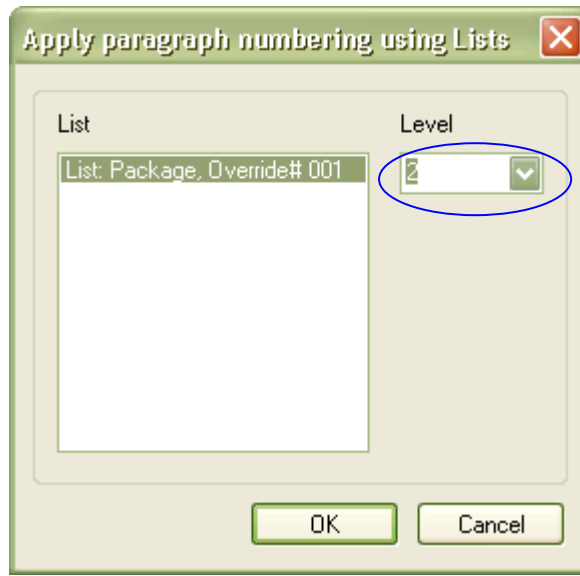 Apply paragraph numbering using Lists
List
Level
List: Package, Override# 001
2
OK
Cancel